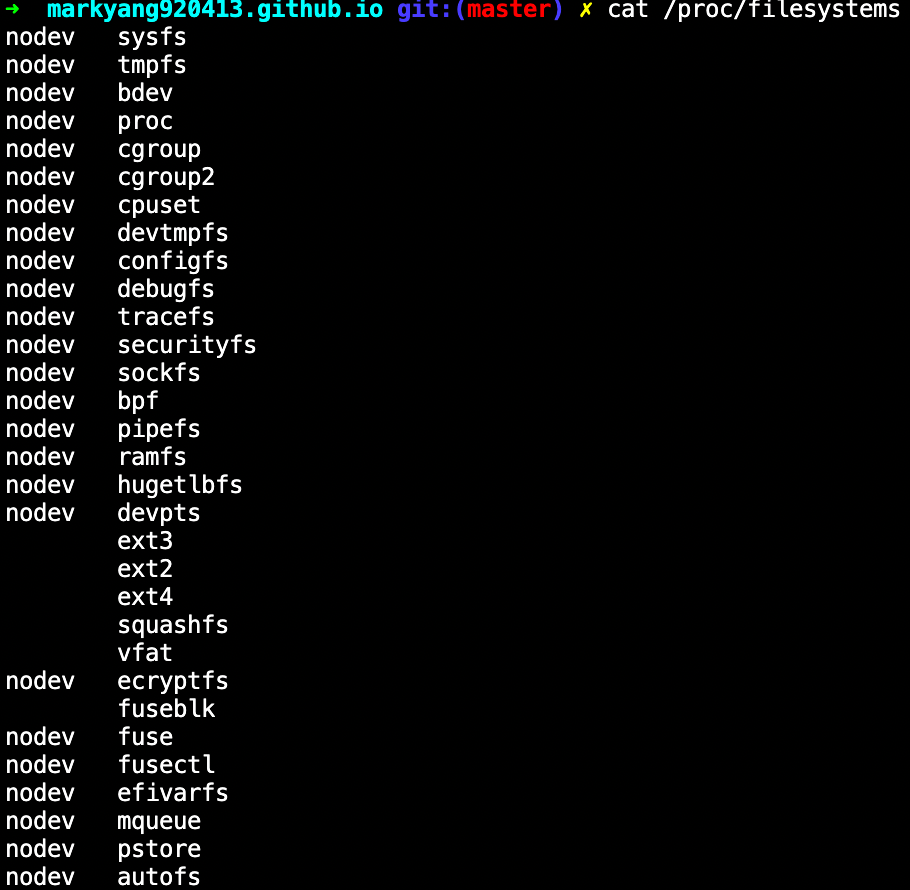 ➜  markyang920413.github.io git:(master) ✗ cat /proc/filesystems
nodev   sysfs
nodev   tmpfs
nodev   bdev
nodev   proc
nodev   cgroup
nodev   cgroup2
nodev   cpuset
nodev   devtmpfs
nodev   configfs
nodev   debugfs
nodev   tracefs
nodev   securityfs
nodev   sockfs
nodev   bpf
nodev   pipefs
nodev   ramfs
nodev   hugetlbfs
nodev   devpts
        ext3
        ext2
        ext4
        squashfs
        vfat
nodev   ecryptfs
        fuseblk
nodev   fuse
nodev   fusectl
nodev   efivarfs
nodev   mqueue
nodev   pstore
nodev   autofs